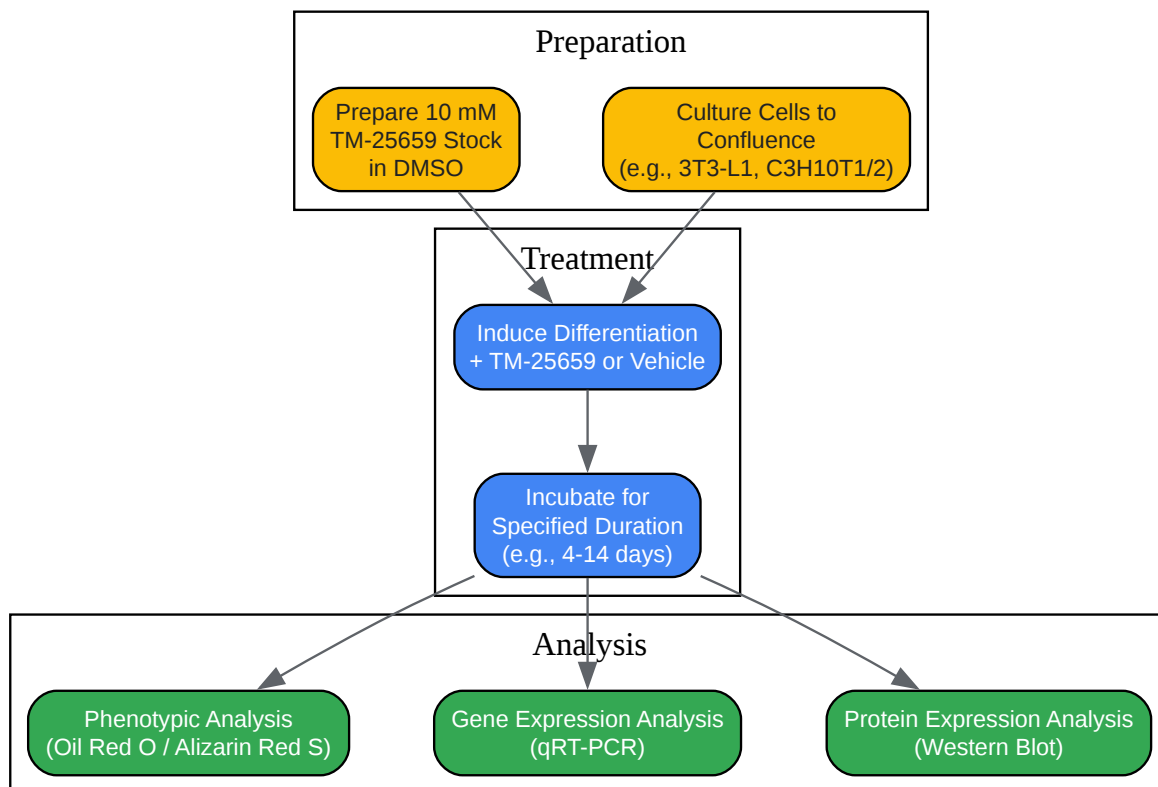 Preparation
Prepare 10 mM
TM-25659 Stock
in DMSO
Culture Cells to
Confluence
(e.g., 3T3-L1, C3H10T1/2)
Treatment
Induce Differentiation
+ TM-25659 or Vehicle
Incubate for
Specified Duration
(e.g., 4-14 days)
Analysis
Phenotypic Analysis
(Oil Red O / Alizarin Red S)
Gene Expression Analysis
(qRT-PCR)
Protein Expression Analysis
(Western Blot)